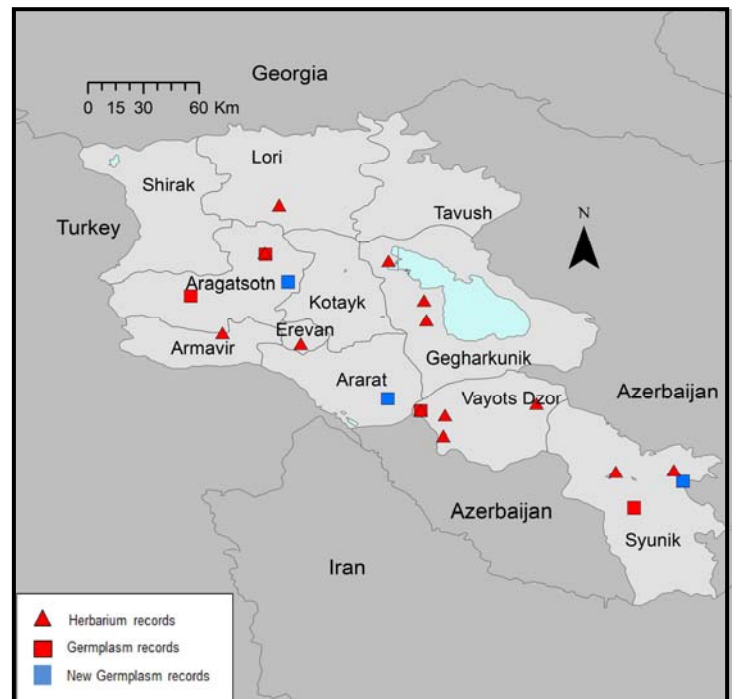 Georgia
0 15 30 60 Km
Lori
Shirak
Tavush
N
Turkey
Aragatsotn
Kotayk
Erevan
Armavir
Gegharkunik
Ararat
Azerbaijan
Vayots Dzor
Azerbaijan
Syunik
Iran
Herbarium records
Germplasm records
New Germplasm records